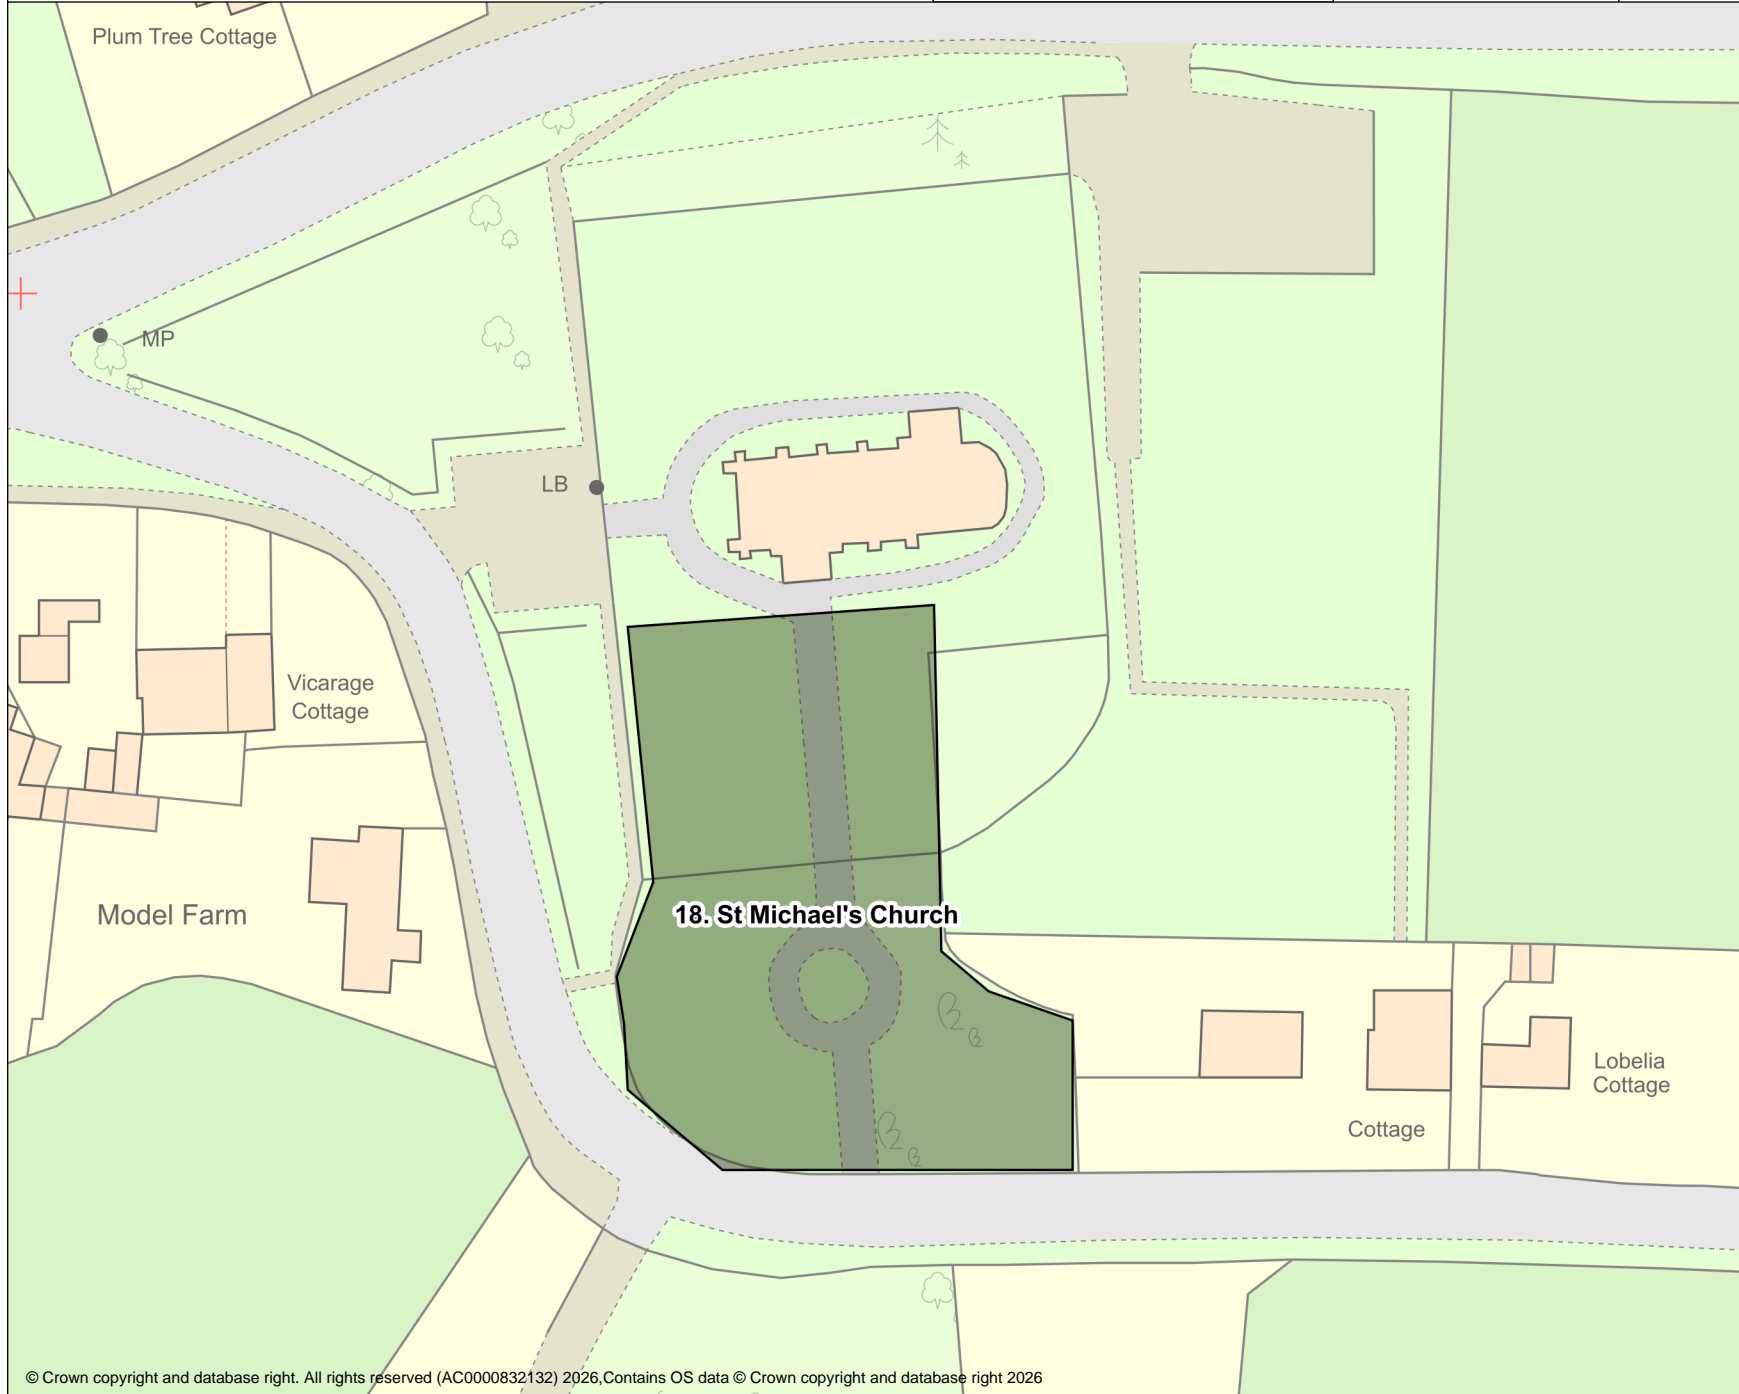 Plum Tree Cottage
MP
LB
Vicarage
Cottage
Model Farm
18. St Michael's Church
Lobelia
Cottage
Cottage
© Crown copyright and database right. All rights reserved (AC0000832132) 2026,Contains OS data © Crown copyright and database right 2026